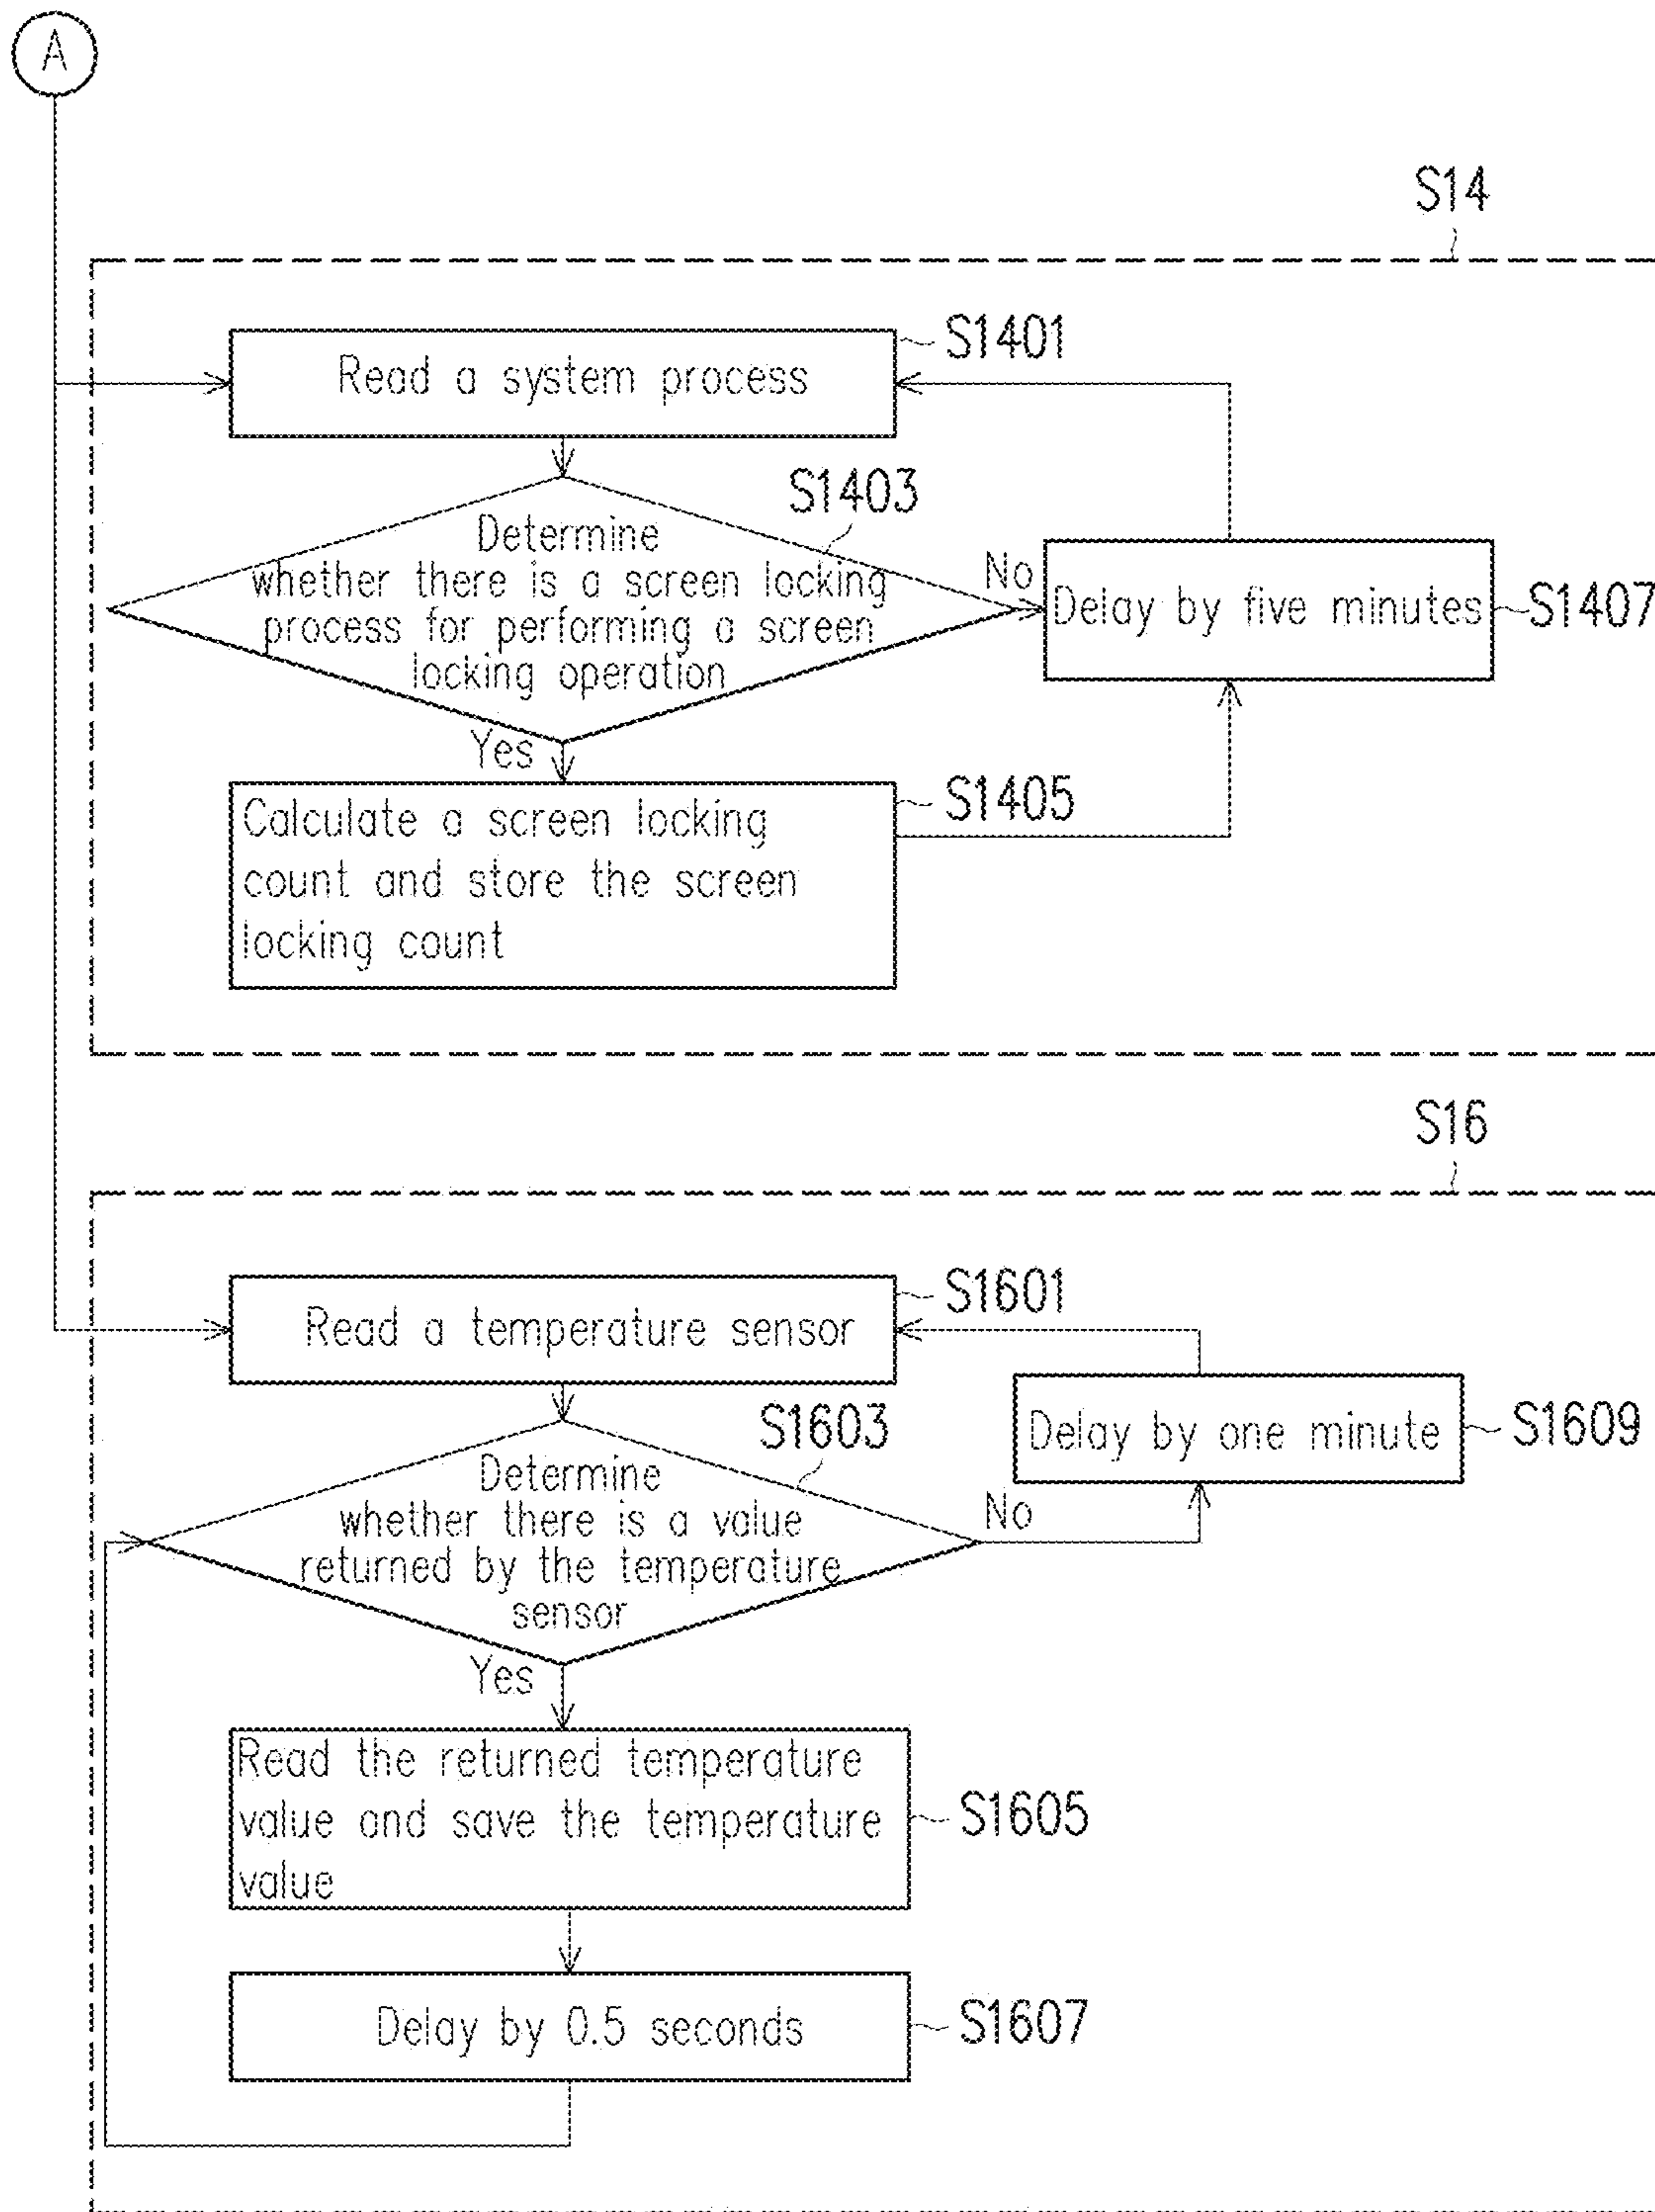 A
S14
S1401
Read a system process
S1403
Determine
whether there is a screen locking
process for performing a screen
locking operation
No
Delay by five minutes
S1407
Yes
S1405
Calculate a screen locking
count and store the screen
locking count
S16
S1601
Read a temperature sensor
S1603
Delay by one minute
S1609
Determine
whether there is a value
returned by the temperature
sensor
No
Yes
Read the returned temperature
value and save the temperature
value
S1605
Delay by 0.5 seconds
S1607